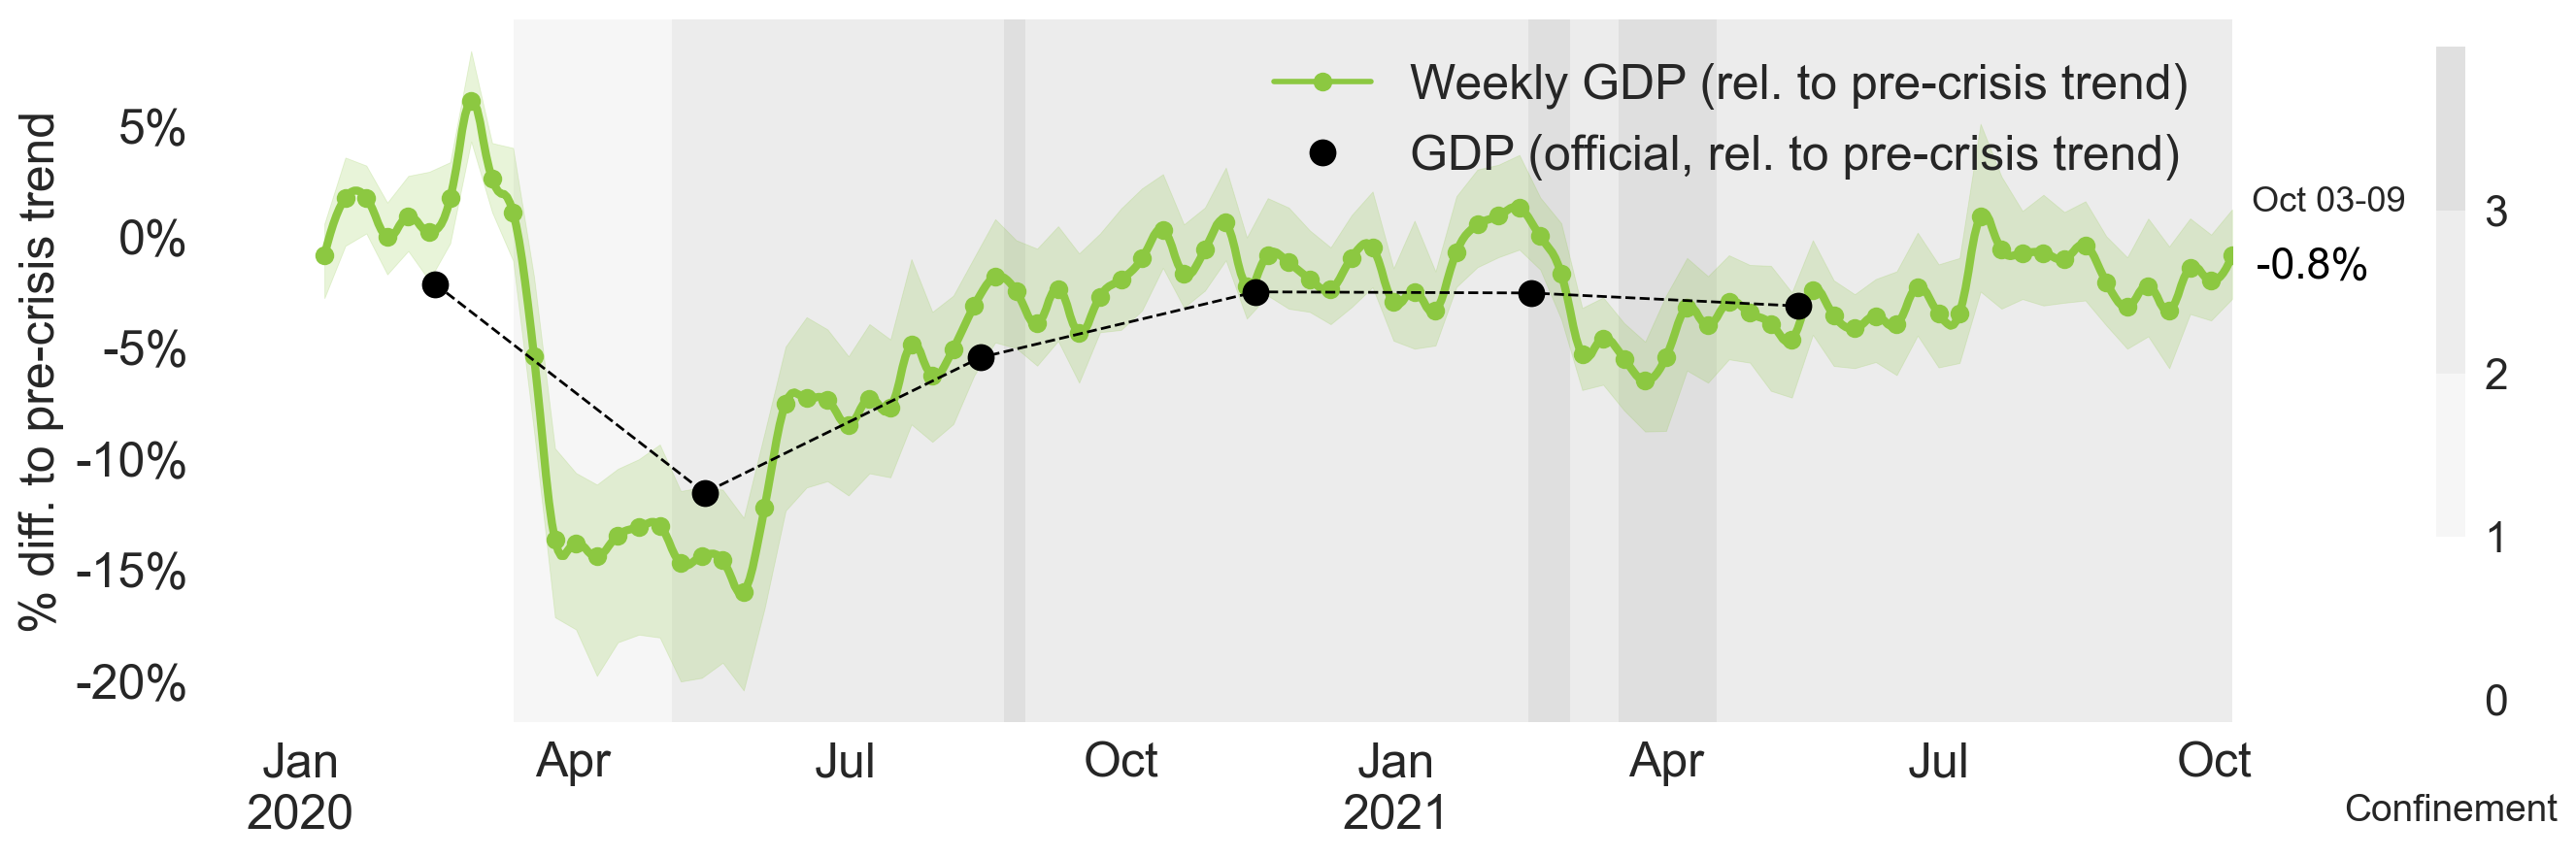 Weekly GDP (rel. to pre-crisis trend)
GDP (official, rel. to pre-crisis trend)
% diff. to pre-crisis trend
5%
0%
-5%
-10%
-15%
-20%
Jan
2020
Apr
Jul
Oct
Jan
2021
Apr
Jul
Oct
Oct 03-09
-0.8%
3
2
1
0
Confinement